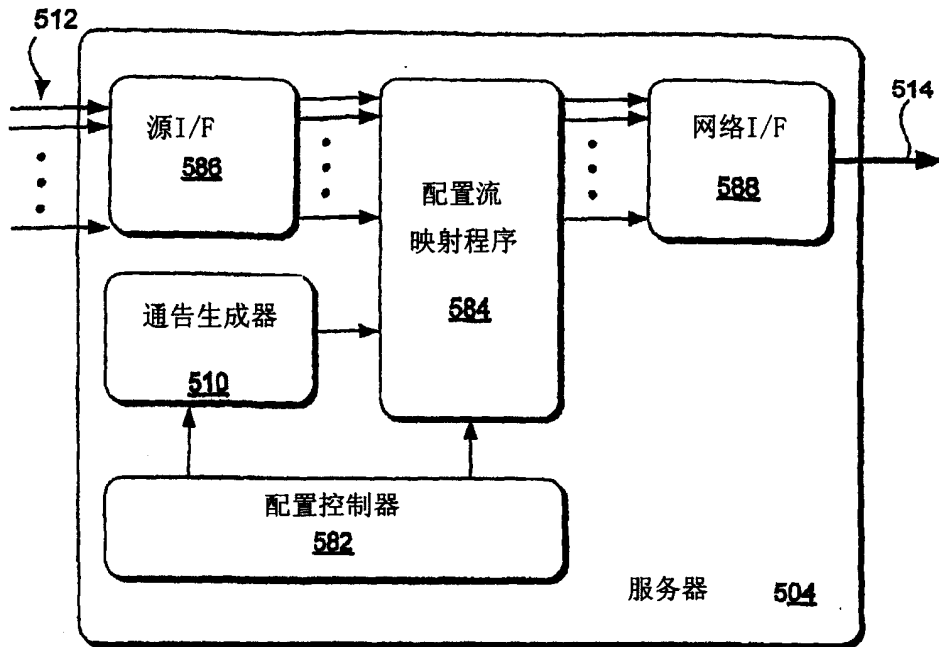 512
源I/F
586
配置流
映射程序
584
网络I/F
588
514
通告生成器
510
配置控制器
582
服务器 504